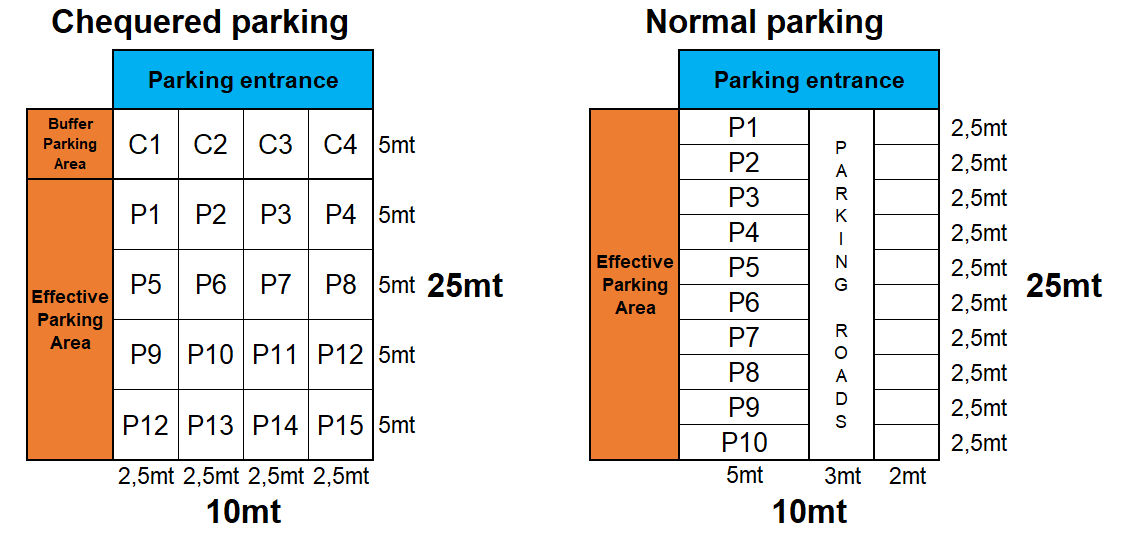 Chequered parking
Parking entrance
Buffer
Parking
Area
C1 C2 C3 C4 5mt
Effective
Parking
Area
P1 P2 P3 P4 5mt
P5 P6 P7 P8 5mt
25mt
P9 P10 P11 P12 5mt
P12 P13 P14 P15 5mt
2,5mt 2,5mt 2,5mt 2,5mt
10mt
Normal parking
Parking entrance
Effective
Parking
Area
P1 2,5mt
P2 2,5mt
P3 2,5mt
P4 2,5mt
P5 2,5mt
P6 2,5mt
P7 2,5mt
P8 2,5mt
P9 2,5mt
P10 2,5mt
PARKING ROADS
25mt
5mt 3mt 2mt
10mt